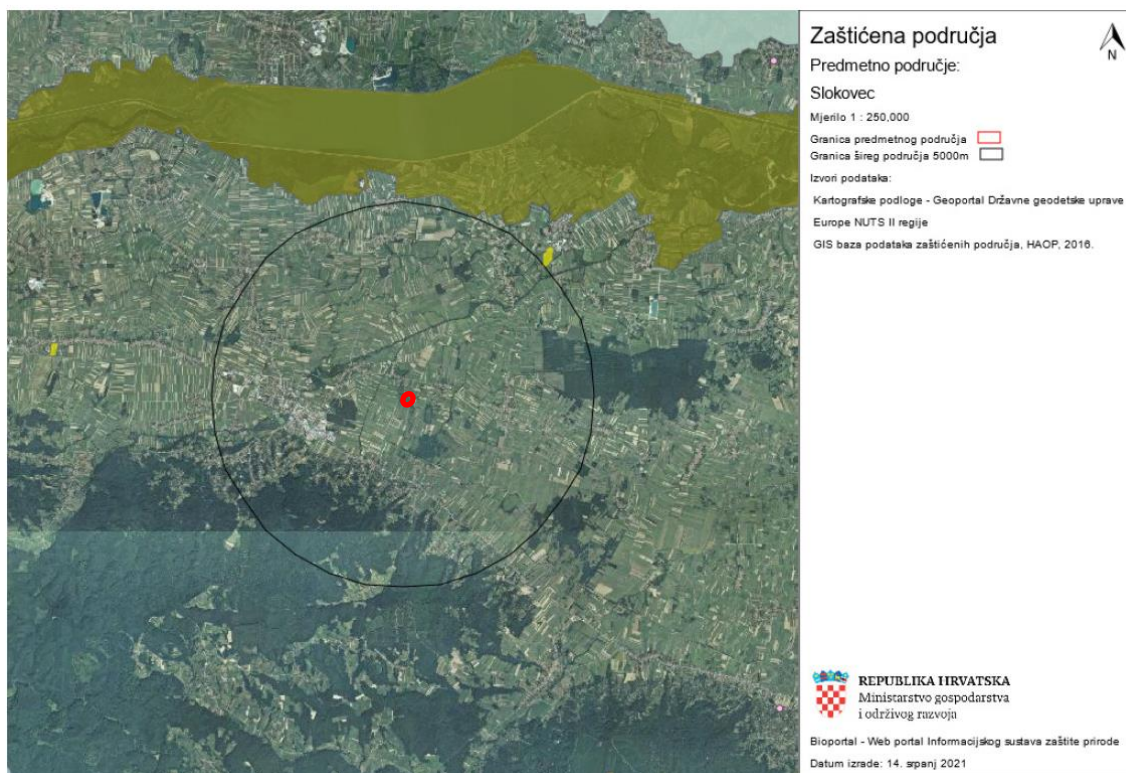 Zaštićena područja
N
Predmetno područje:
Slokovec
Mjerilo 1 : 250,000
Granica predmetnog područja
Granica šireg područja 5000m
Izvori podataka:
Kartografske podloge - Geoportal Državne geodetske uprave
Europe NUTS II regije
GIS baza podataka zaštićenih područja, HAOP, 2016.
REPUBLIKA HRVATSKA
Ministarstvo gospodarstva
i održivog razvoja
Bioportal - Web portal Informacijskog sustava zaštite prirode
Datum izrade: 14. srpanj 2021